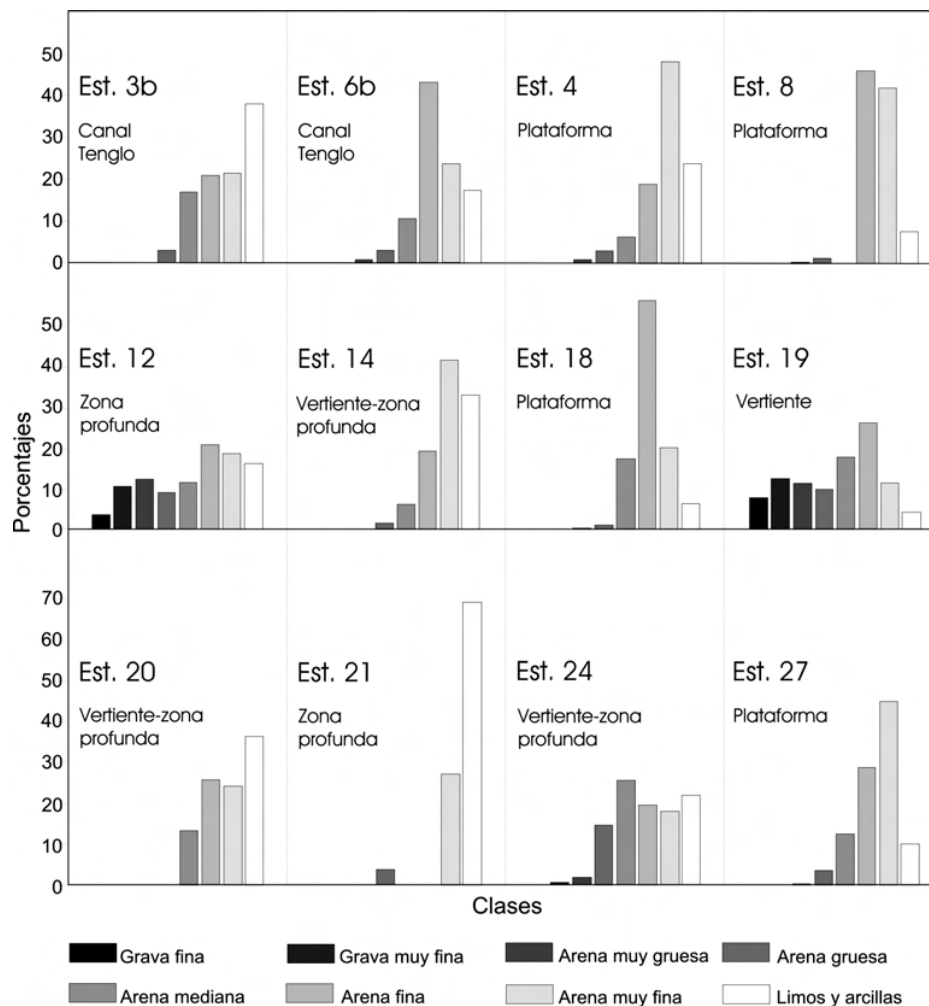 Porcentajes
50
40
30
20
10
0
Est. 3b
Canal
Tenglo
Est. 6b
Canal
Tenglo
Est. 4
Plataforma
Est. 8
Plataforma
50
40
30
20
10
0
Est. 12
Zona
profunda
Est. 14
Vertiente-zona
profunda
Est. 18
Plataforma
Est. 19
Vertiente
70
60
50
40
30
20
10
0
Est. 20
Vertiente-zona
profunda
Est. 21
Zona
profunda
Est. 24
Vertiente-zona
profunda
Est. 27
Plataforma
Clases
Grava fina
Grava muy fina
Arena muy gruesa
Arena gruesa
Arena mediana
Arena fina
Arena muy fina
Limos y arcillas